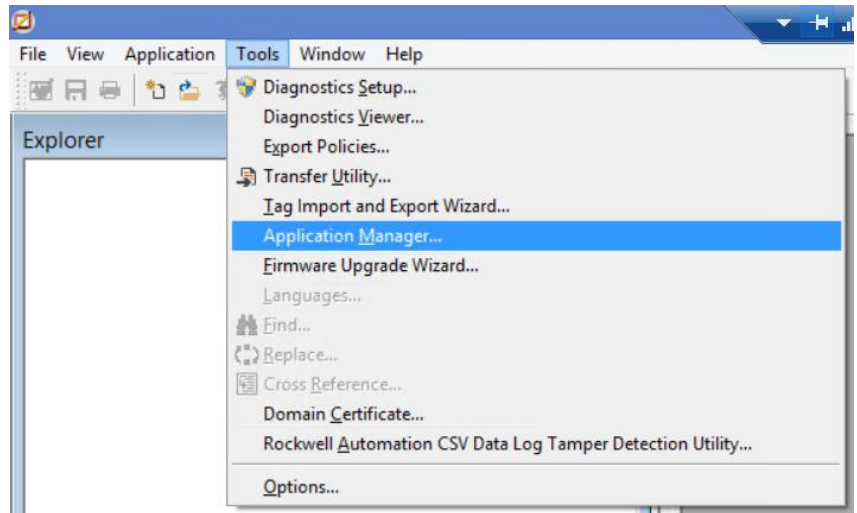 File View Application Tools Window Help
Explorer
Diagnostics Setup...
Diagnostics Viewer...
Export Policies...
Transfer Utility...
Tag Import and Export Wizard...
Application Manager...
Firmware Upgrade Wizard...
Languages...
Find...
Replace...
Cross Reference...
Domain Certificate...
Rockwell Automation CSV Data Log Tamper Detection Utility...
Options...